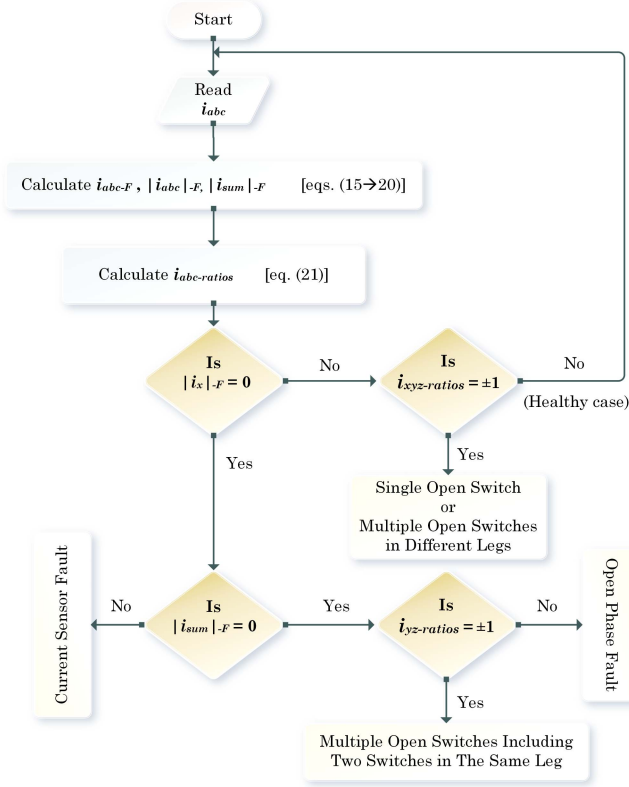 Start
Read
iabc
Calculate iabc-F , |iabc|-F, |isum|-F [eqs. (15→20)]
Calculate iabc-ratios [eq. (21)]
Is
|ix|-F = 0
No
Is
ixyz-ratios = ±1
No
(Healthy case)
Yes
Yes
Single Open Switch
or
Multiple Open Switches
in Different Legs
Current Sensor Fault
No
Is
|isum|-F = 0
Yes
Is
iyz-ratios = ±1
No
Open Phase Fault
Yes
Multiple Open Switches Including
Two Switches in The Same Leg